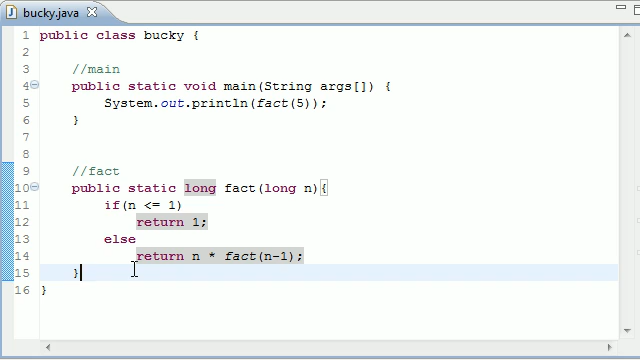 bucky.java
1 public class bucky {
2
3 //main
4 public static void main(String args[]) {
5 System.out.println(fact(5));
6 }
7
8
9 //fact
10 public static long fact(long n){
11 if(n <= 1)
12 return 1;
13 else
14 return n * fact(n-1);
15 }
16 }